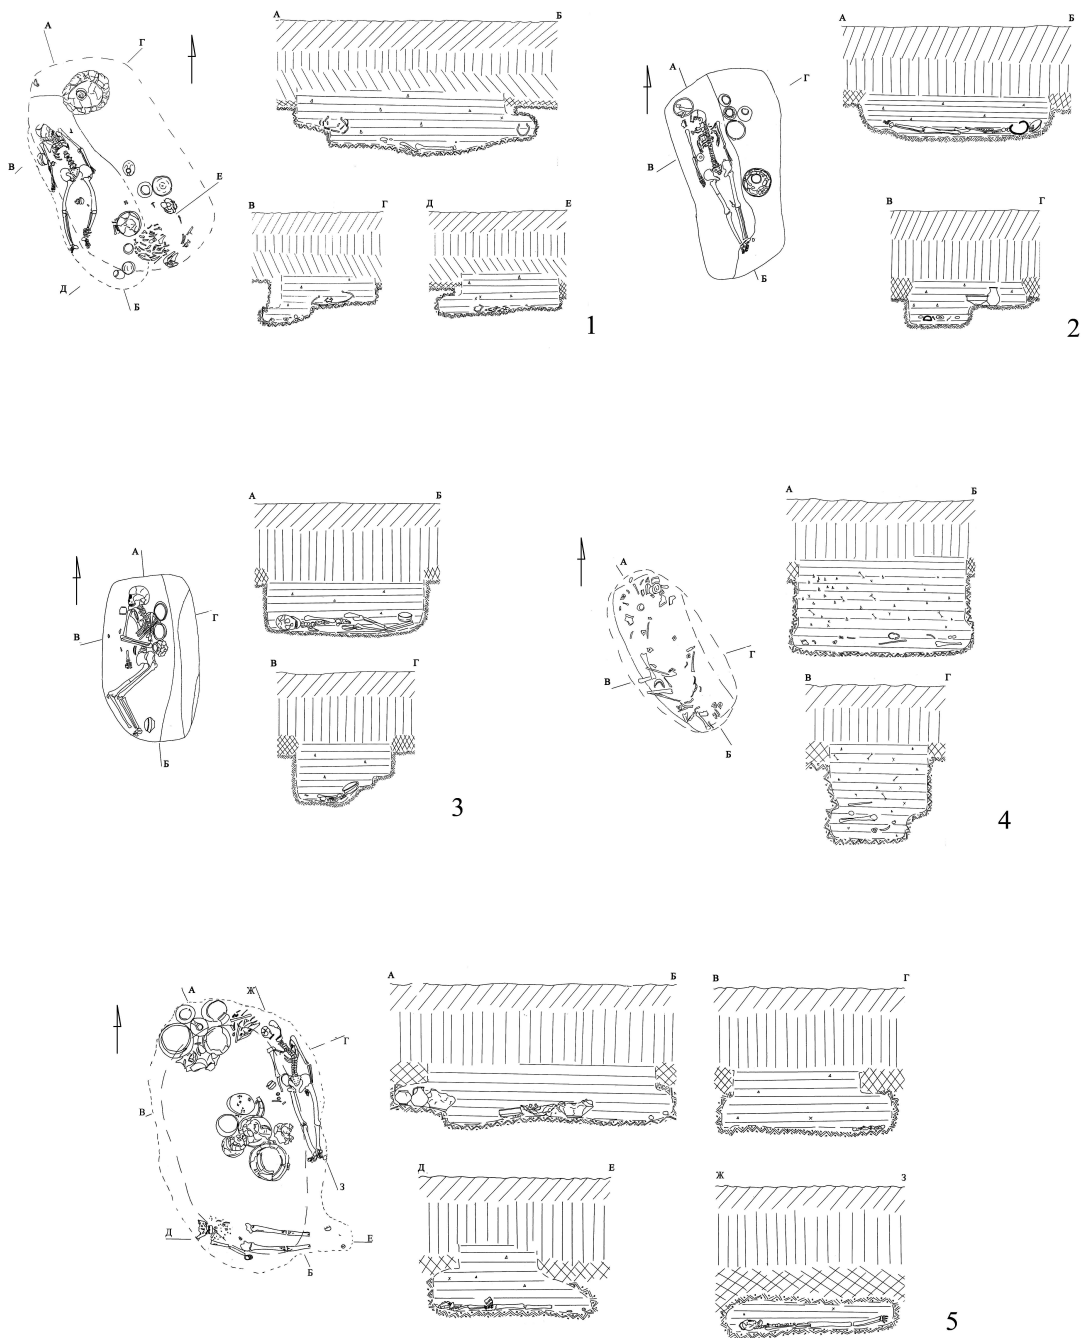 А Б
А Г
В Е
Д Б
В Г Д Е
1
А Б
А Г
В Б
В Г
2
А Б
А Г
В Б
В Г
3
А Б
А Г
В Б
В Г
4
А Ж Г
В З
Д Е
Б
А Б В Г
Д Е Ж З
5